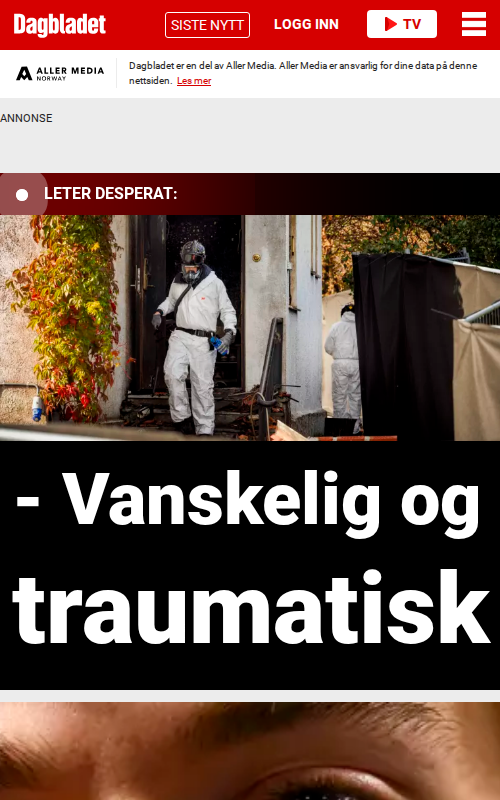 Dagbladet
SISTE NYTT
LOGG INN
TV
ALLER MEDIA
NORWAY
Dagbladet er en del av Aller Media. Aller Media er ansvarlig for dine data på denne
nettsiden. Les mer
ANNONSE
LETER DESPERAT:
- Vanskelig og
traumatisk